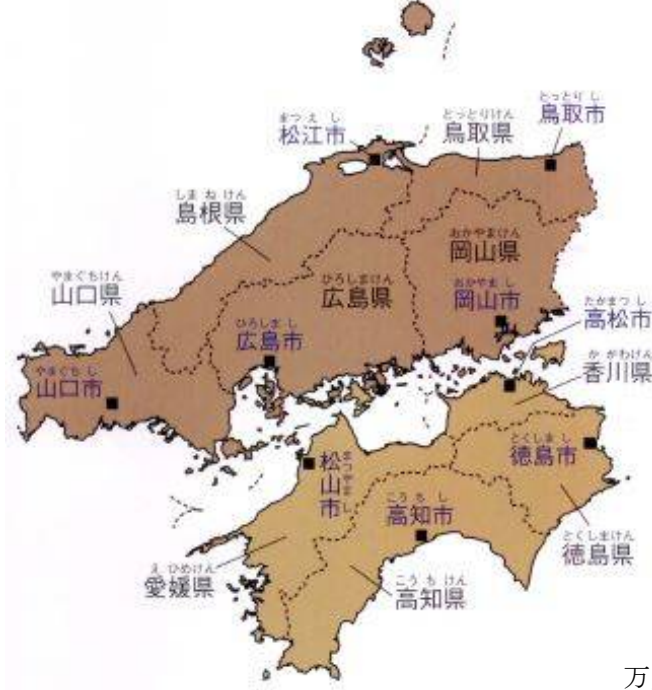 とっとりし
鳥取市
とっとりけん
鳥取県
まつえし
松江市
しまねけん
島根県
おかやまけん
岡山県
ひろしまけん
広島県
やまぐちけん
山口県
おかやまし
岡山市
たかまつし
高松市
ひろしまし
広島市
かがわけん
香川県
やまぐちし
山口市
とくしまし
徳島市
まつやまし
松山市
こうちし
高知市
とくしまけん
徳島県
えひめけん
愛媛県
こうちけん
高知県
万